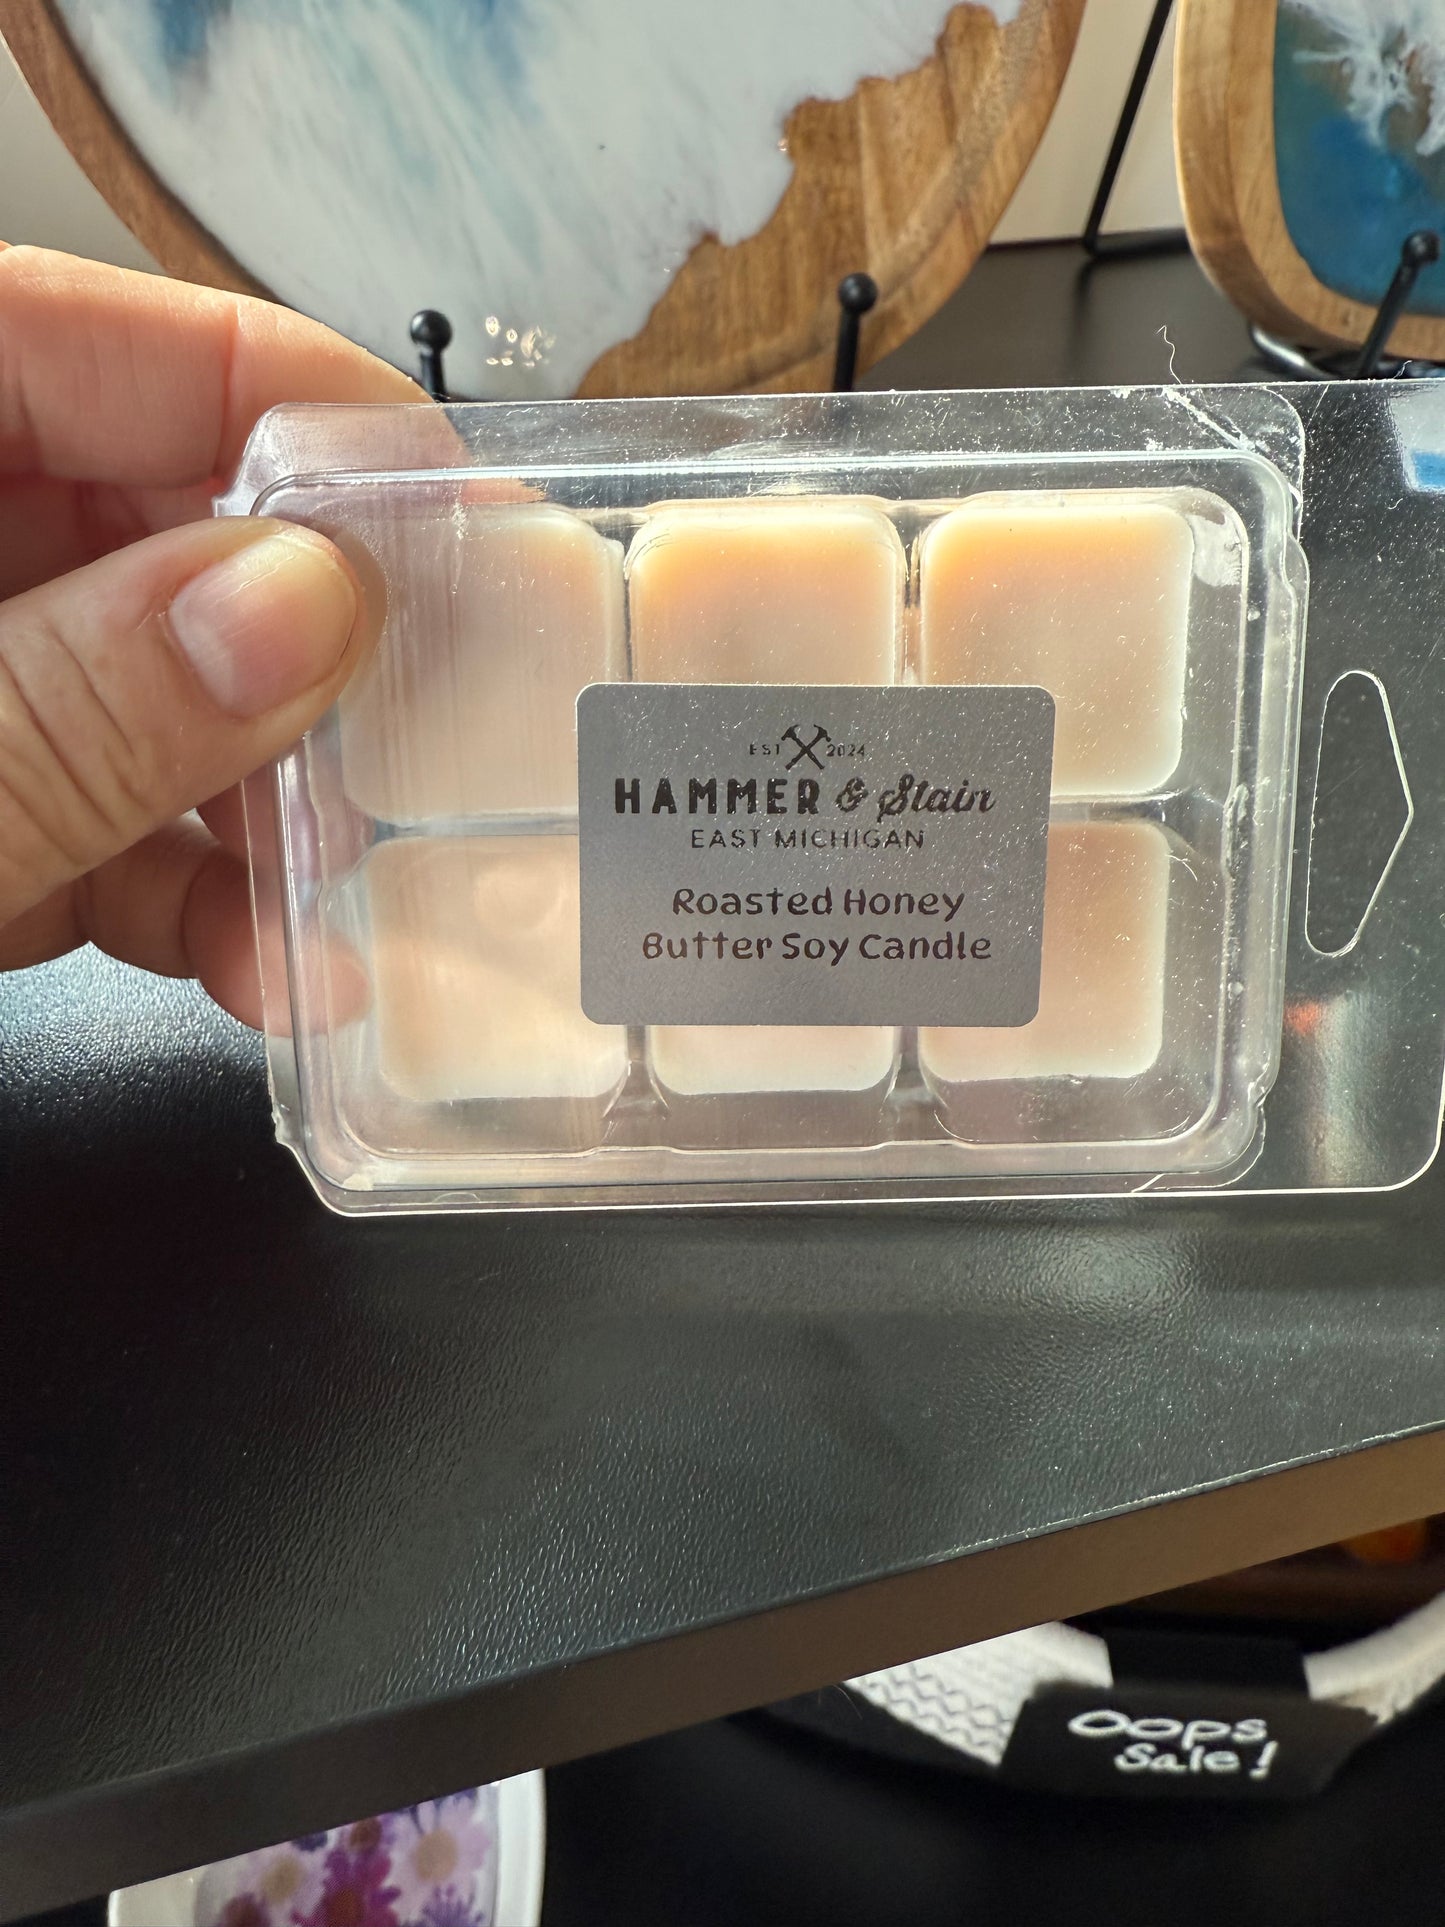 EST 2024
HAMMER & Stain
EAST MICHIGAN
Roasted Honey
Butter Soy Candle
Oops
Sale!